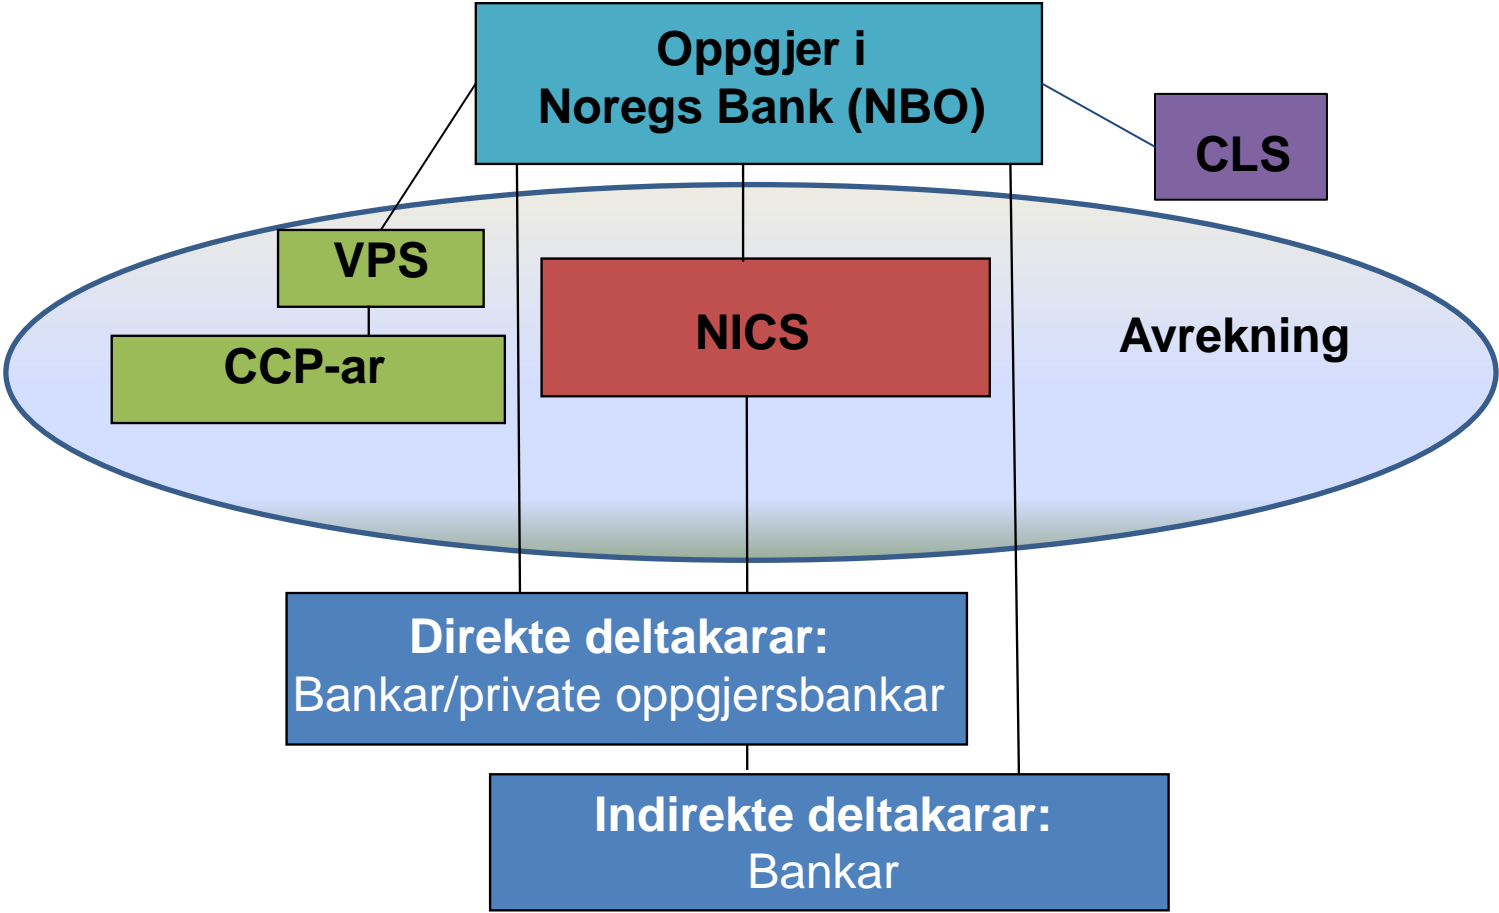 Oppgjer i
Noregs Bank (NBO)
CLS
VPS
NICS
Avrekning
CCP-ar
Direkte deltakarar:
Bankar/private oppgjersbankar
Indirekte deltakarar:
Bankar